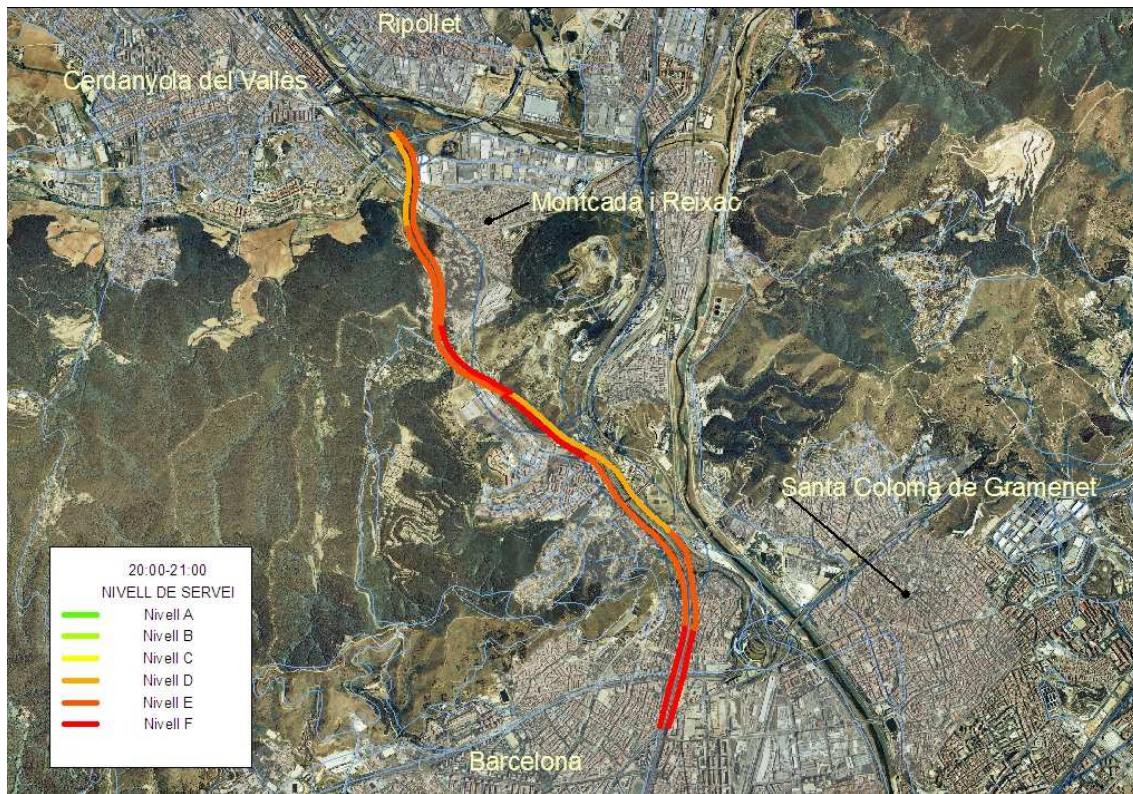 Ripollet
Cerdanyola del Vallès
Montcada i Reixac
Santa Coloma de Gramenet
20:00-21:00
NIVELL DE SERVEI
Nivell A
Nivell B
Nivell C
Nivell D
Nivell E
Nivell F
Barcelona